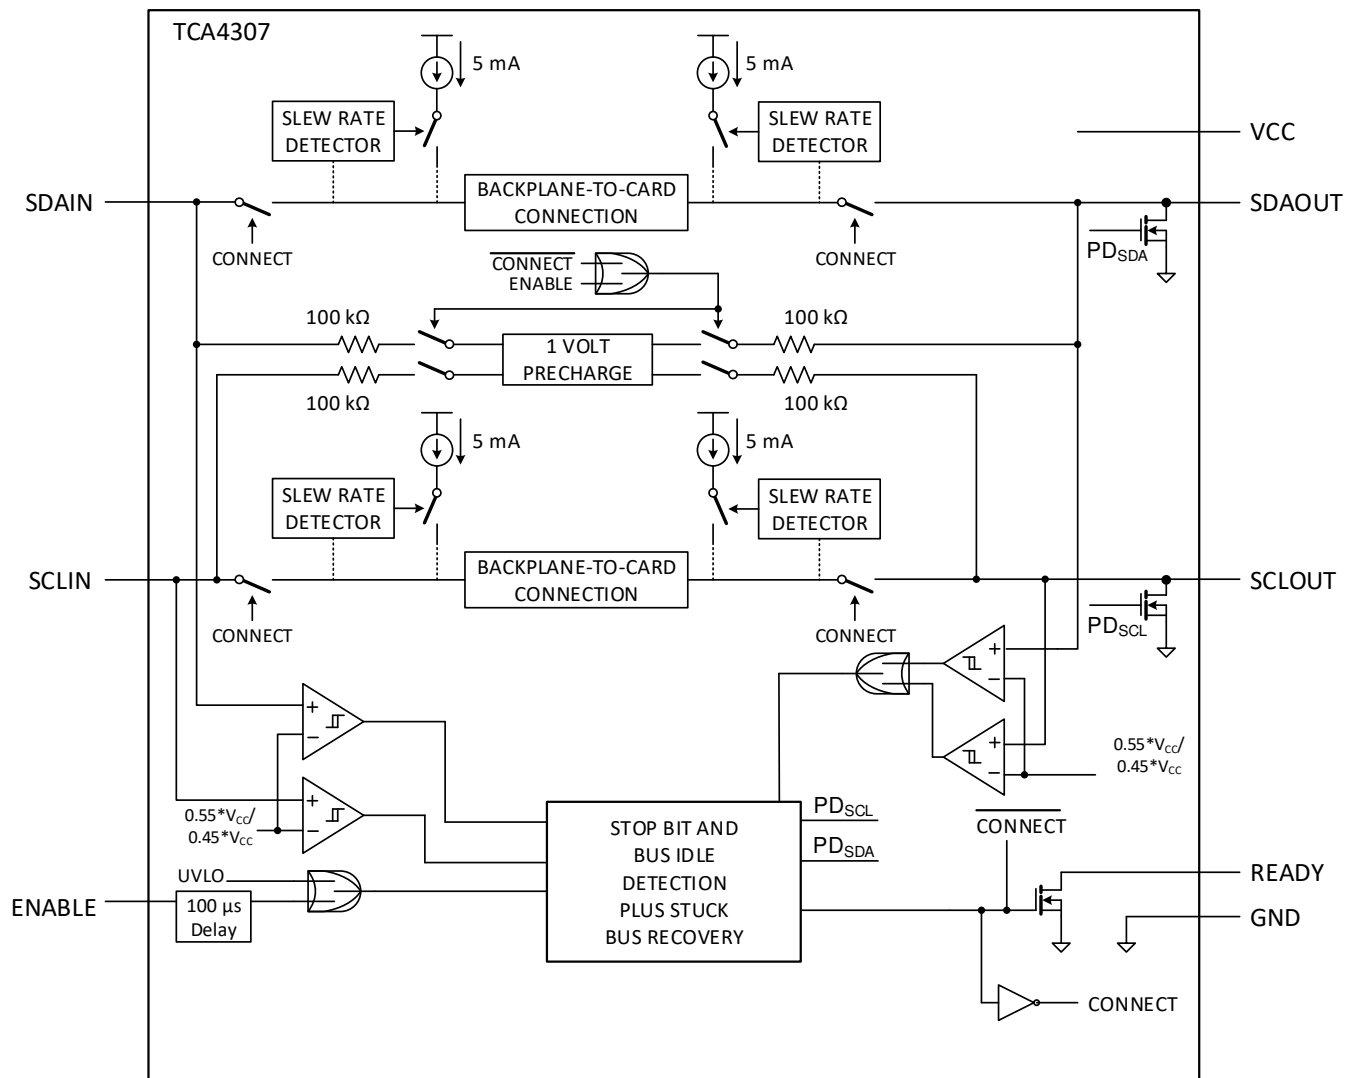 TCA4307
5 mA
5 mA
SLEW RATE
DETECTOR
SLEW RATE
DETECTOR
VCC
SDAIN
BACKPLANE-TO-CARD
CONNECTION
SDAOUT
CONNECT
CONNECT
PDSDA
CONNECT
ENABLE
100 kΩ
100 kΩ
1 VOLT
PRECHARGE
100 kΩ
100 kΩ
5 mA
5 mA
SLEW RATE
DETECTOR
SLEW RATE
DETECTOR
SCLIN
BACKPLANE-TO-CARD
CONNECTION
SCLOUT
CONNECT
CONNECT
PDSCL
+
−
+
−
+
−
+
−
0.55*VCC/
0.45*VCC
0.55*VCC/
0.45*VCC
STOP BIT AND
BUS IDLE
DETECTION
PLUS STUCK
BUS RECOVERY
PDSCL
PDSDA
CONNECT
UVLO
ENABLE
100 µs
Delay
READY
GND
CONNECT